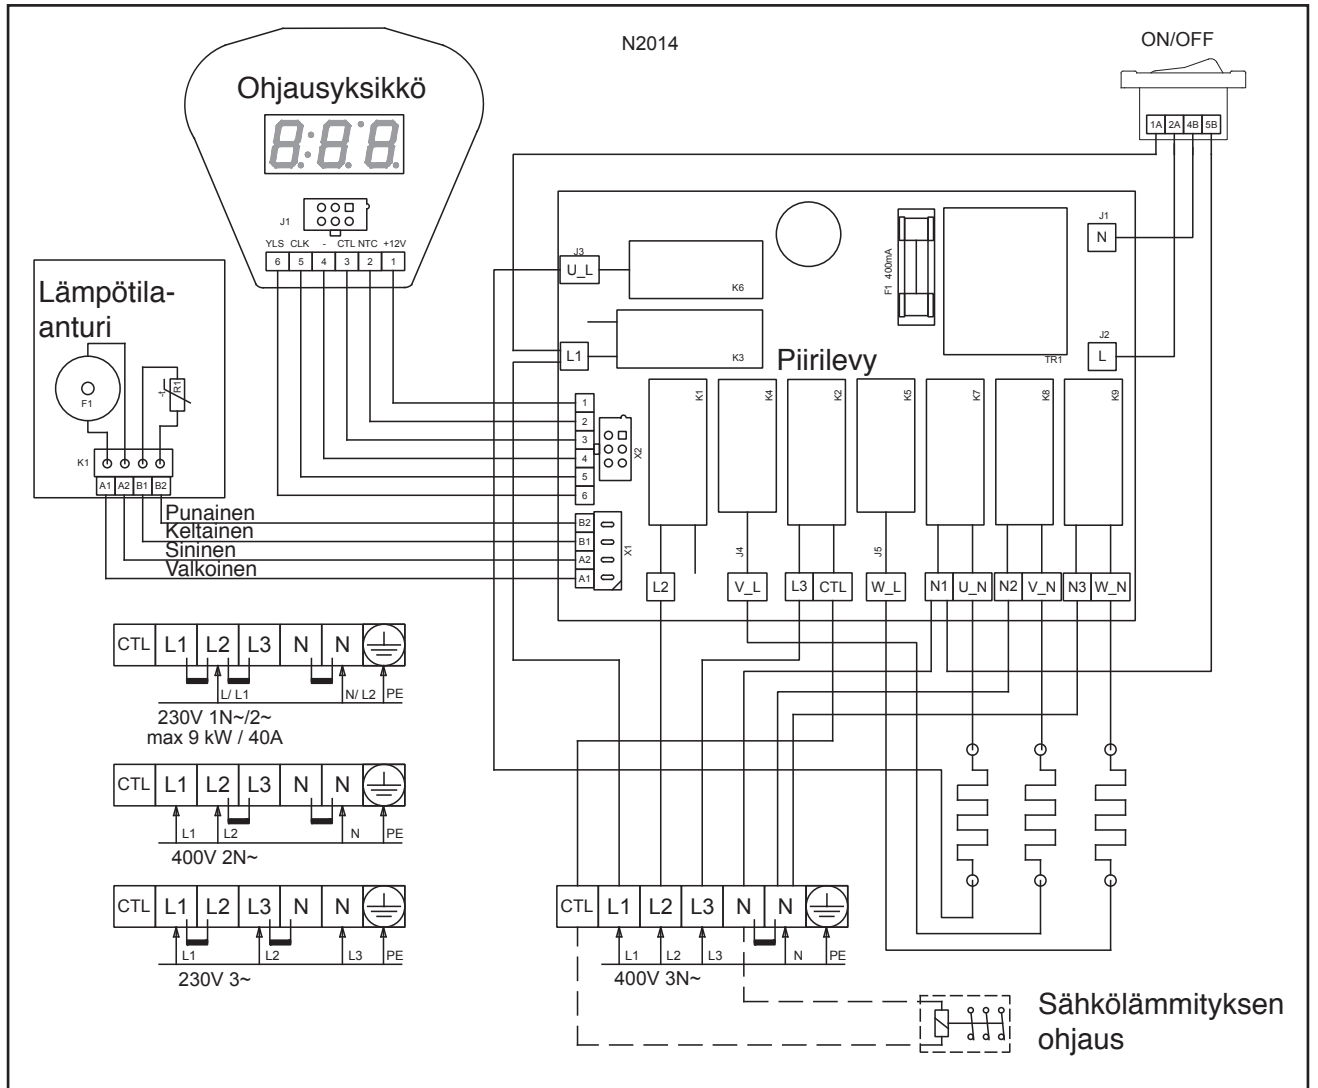 N2014
ON/OFF
1A 2A 4B 5B
Ohjausyksikkö
8:8.8.
J1
YLS CLK - CTL NTC +12V
6 5 4 3 2 1
Lämpötila-
anturi
F1
R1
-t
K1
A1 A2 B1 B2
Punainen
Keltainen
Sininen
Valkoinen
J3
U_L
K6
L1
K3
F1 400mA
TR1
J1
N
J2
L
Piirilevy
K1
K4
K2
K5
K7
K8
K9
1
2
3
4
5
6
X2
B2
B1
A2
A1
X1
J4
J5
L2
V_L
L3 CTL
W_L
N1 U_N
N2 V_N
N3 W_N
CTL L1 L2 L3 N N
L/ L1
N/ L2
PE
230V 1N~/2~
max 9 kW / 40A
CTL L1 L2 L3 N N
L1
L2
N
PE
400V 2N~
CTL L1 L2 L3 N N
L1
L2
L3
PE
230V 3~
CTL L1 L2 L3 N N
L1
L2
L3
N
PE
400V 3N~
Sähkölämmityksen
ohjaus